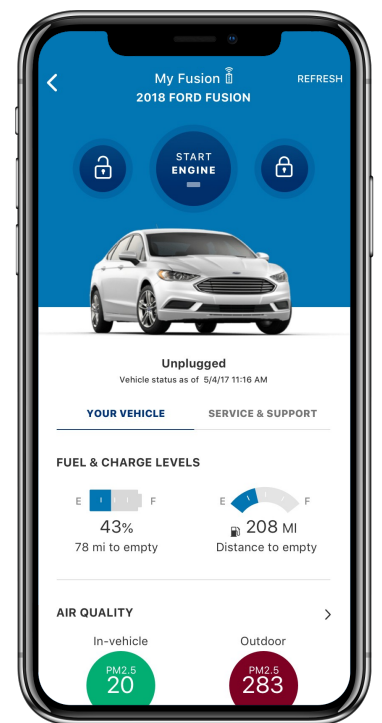 My Fusion
REFRESH
2018 FORD FUSION
START
ENGINE
Unplugged
Vehicle status as of 5/4/17 11:16 AM
YOUR VEHICLE
SERVICE & SUPPORT
FUEL & CHARGE LEVELS
E F
E F
43%
208 MI
78 mi to empty
Distance to empty
AIR QUALITY
In-vehicle
Outdoor
PM2.5
20
PM2.5
283